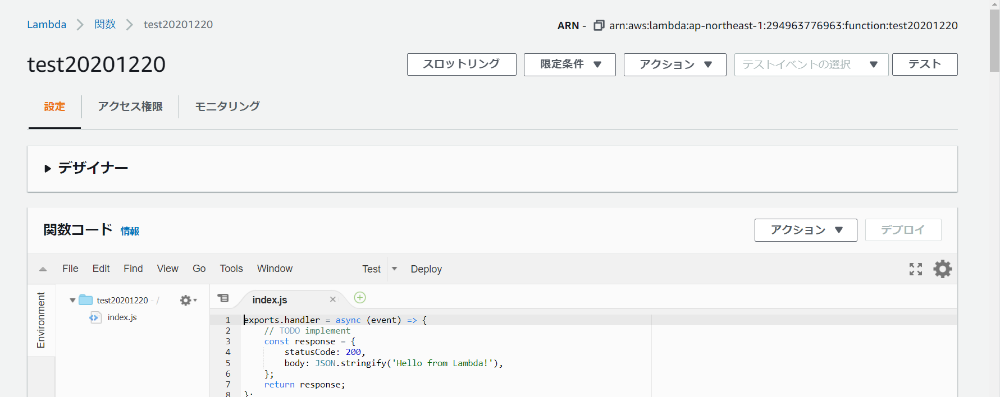 Lambda 関数 test20201220
ARN - arn:aws:lambda:ap-northeast-1:294963776963:function:test20201220
test20201220
スロットリング 限定条件 アクション テストイベントの選択 テスト
設定 アクセス権限 モニタリング
デザイナー
関数コード 情報
アクション デプロイ
File Edit Find View Go Tools Window Test Deploy
Environment
test20201220 - /
index.js
index.js
1 exports.handler = async (event) => {
2 // TODO implement
3 const response = {
4 statusCode: 200,
5 body: JSON.stringify('Hello from Lambda!'),
6 };
7 return response;
8 };